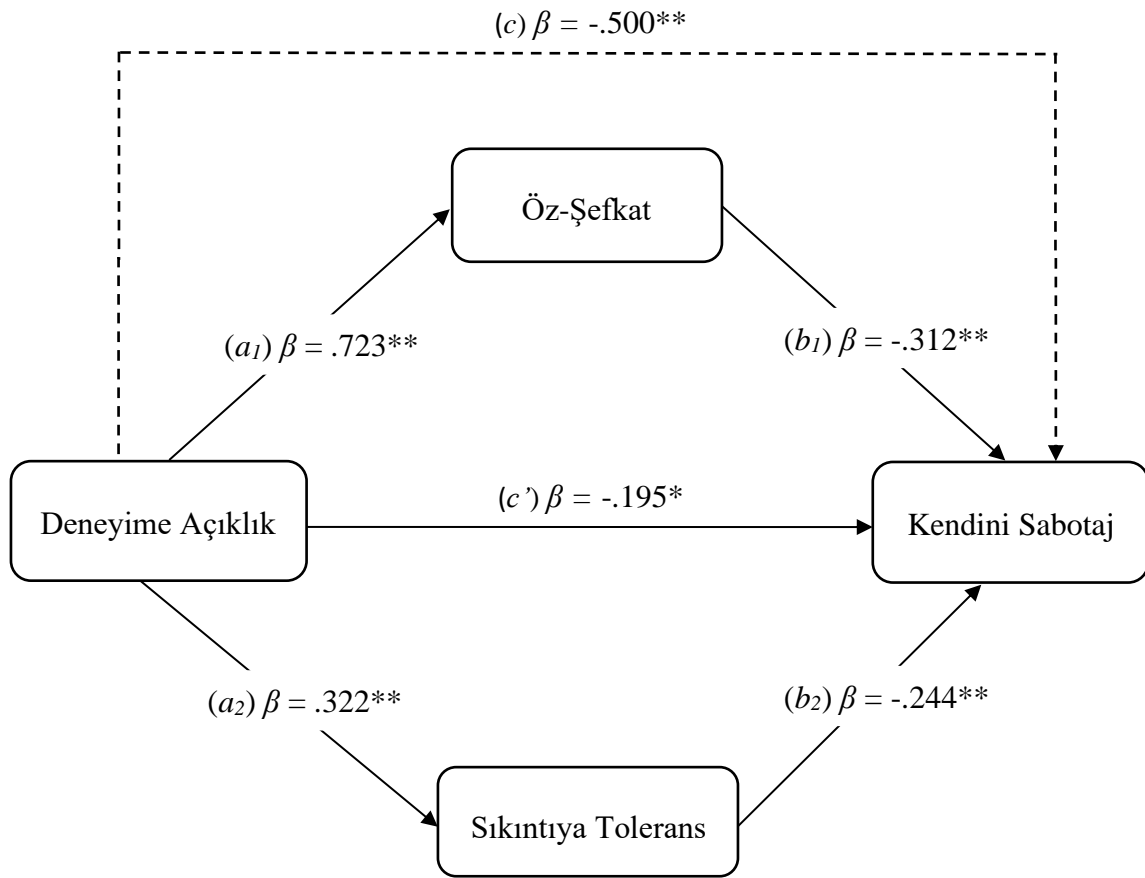 (c) β = -.500**
Öz-Şefkat
(a1) β = .723**
(b1) β = -.312**
Deneyime Açıklık
(c’) β = -.195*
Kendini Sabotaj
(a2) β = .322**
(b2) β = -.244**
Sıkıntıya Tolerans